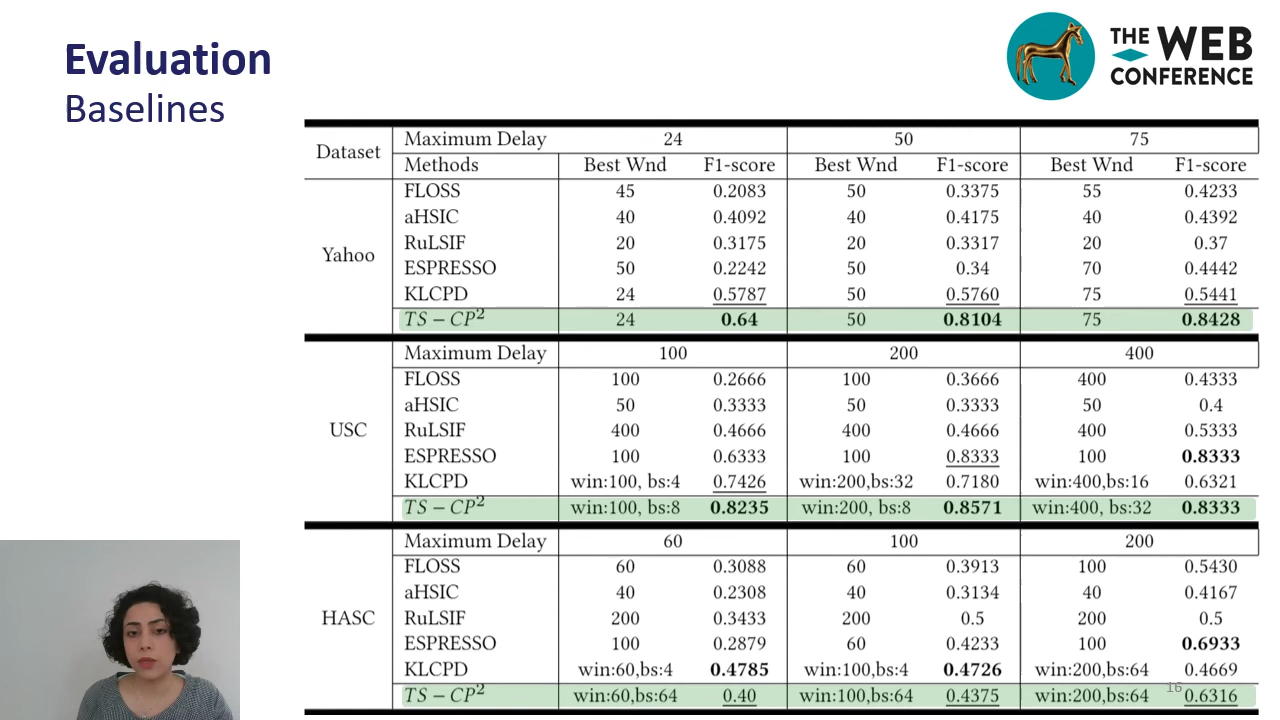 Evaluation
Baselines
THE WEB
CONFERENCE
Dataset Maximum Delay 24 50 75
Methods Best Wnd F1-score Best Wnd F1-score Best Wnd F1-score
Yahoo
FLOSS 45 0.2083 50 0.3375 55 0.4233
aHSIC 40 0.4092 40 0.4175 40 0.4392
RuLSIF 20 0.3175 20 0.3317 20 0.37
ESPRESSO 50 0.2242 50 0.34 70 0.4442
KLCPD 24 0.5787 50 0.5760 75 0.5441
TS − CP² 24 0.64 50 0.8104 75 0.8428
USC
Maximum Delay 100 200 400
FLOSS 100 0.2666 100 0.3666 400 0.4333
aHSIC 50 0.3333 50 0.3333 50 0.4
RuLSIF 400 0.4666 400 0.4666 400 0.5333
ESPRESSO 100 0.6333 100 0.8333 100 0.8333
KLCPD win:100, bs:4 0.7426 win:200,bs:32 0.7180 win:400,bs:16 0.6321
TS − CP² win:100, bs:8 0.8235 win:200, bs:8 0.8571 win:400, bs:32 0.8333
HASC
Maximum Delay 60 100 200
FLOSS 60 0.3088 60 0.3913 100 0.5430
aHSIC 40 0.2308 40 0.3134 40 0.4167
RuLSIF 200 0.3433 200 0.5 200 0.5
ESPRESSO 100 0.2879 60 0.4233 100 0.6933
KLCPD win:60,bs:4 0.4785 win:100,bs:4 0.4726 win:200,bs:64 0.4669
TS − CP² win:60,bs:64 0.40 win:100,bs:64 0.4375 win:200,bs:64 0.6316
16